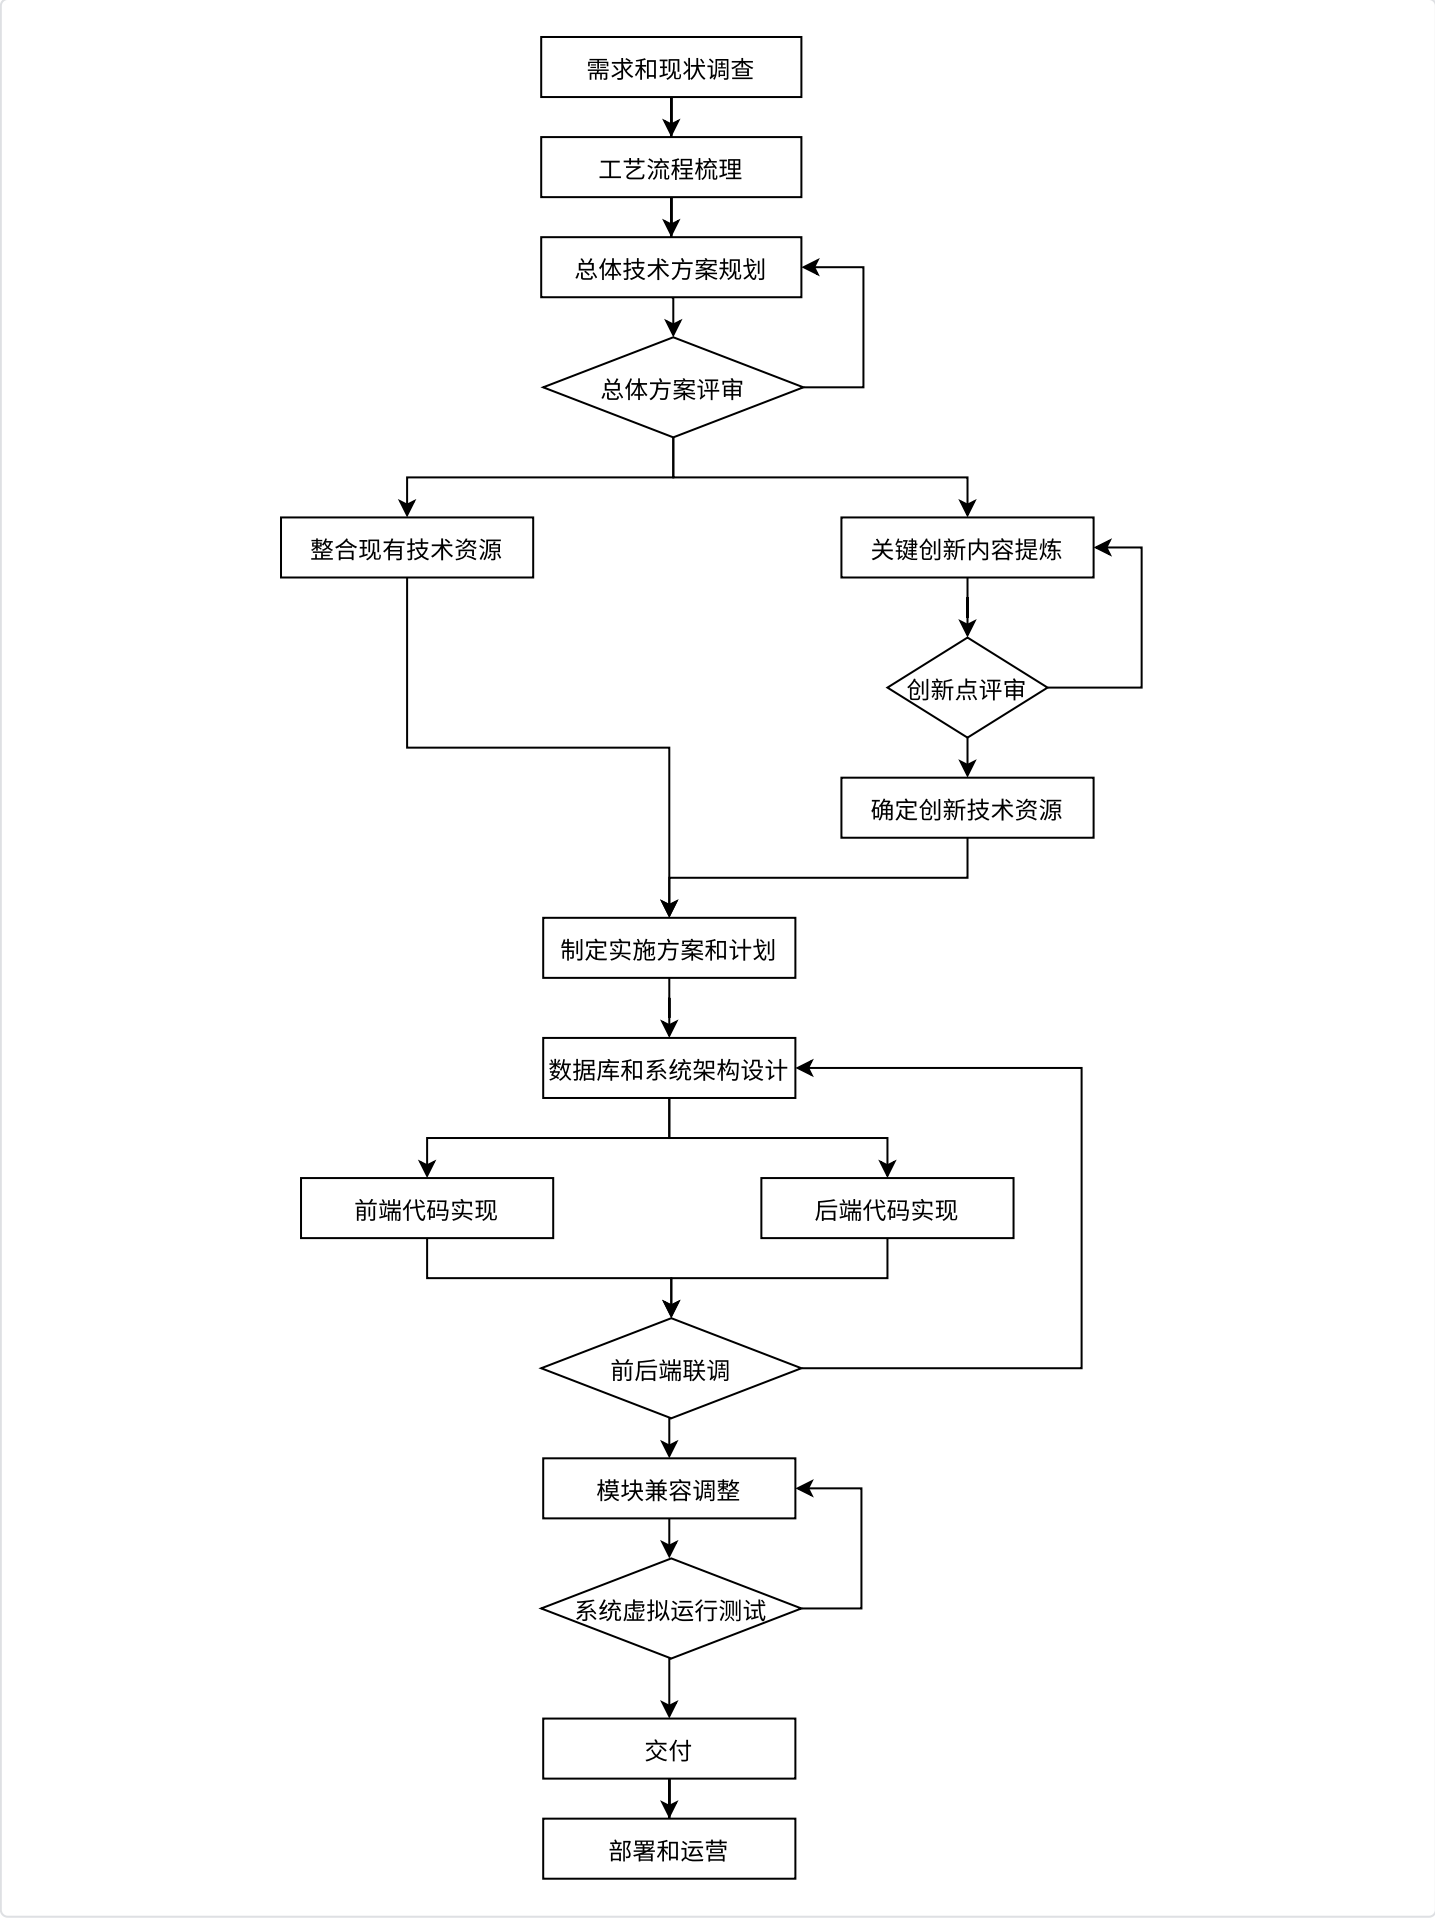 需求和现状调查
工艺流程梳理
总体技术方案规划
总体方案评审
整合现有技术资源
关键创新内容提炼
创新点评审
确定创新技术资源
制定实施方案和计划
数据库和系统架构设计
前端代码实现
后端代码实现
前后端联调
模块兼容调整
系统虚拟运行测试
交付
部署和运营